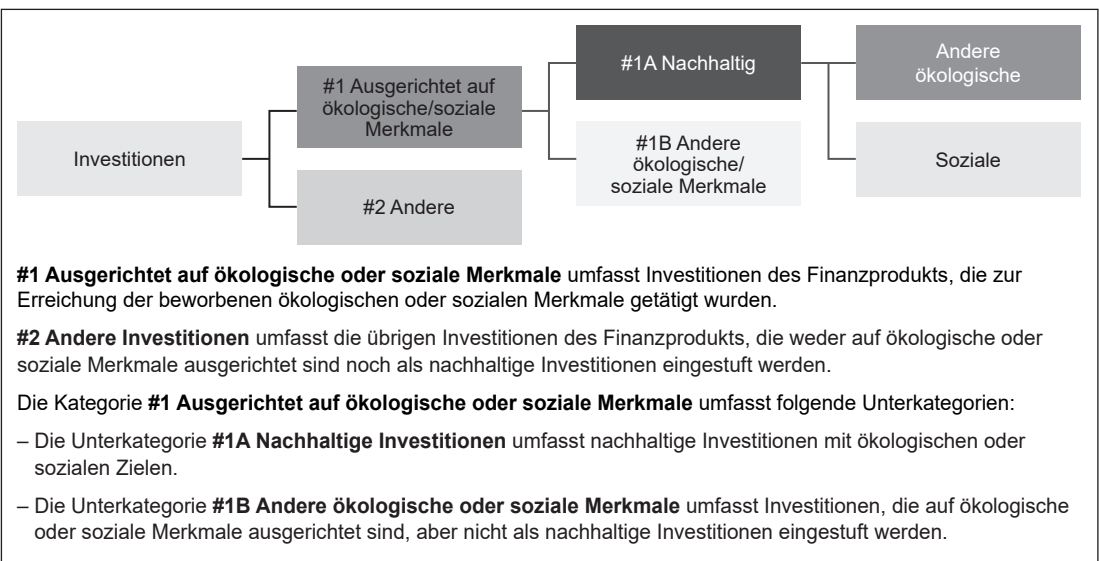 Investitionen
#1 Ausgerichtet auf
ökologische/soziale
Merkmale
#2 Andere
#1A Nachhaltig
#1B Andere
ökologische/
soziale Merkmale
Andere
ökologische
Soziale
#1 Ausgerichtet auf ökologische oder soziale Merkmale umfasst Investitionen des Finanzprodukts, die zur
Erreichung der beworbenen ökologischen oder sozialen Merkmale getätigt wurden.
#2 Andere Investitionen umfasst die übrigen Investitionen des Finanzprodukts, die weder auf ökologische oder
soziale Merkmale ausgerichtet sind noch als nachhaltige Investitionen eingestuft werden.
Die Kategorie #1 Ausgerichtet auf ökologische oder soziale Merkmale umfasst folgende Unterkategorien:
– Die Unterkategorie #1A Nachhaltige Investitionen umfasst nachhaltige Investitionen mit ökologischen oder
sozialen Zielen.
– Die Unterkategorie #1B Andere ökologische oder soziale Merkmale umfasst Investitionen, die auf ökologische
oder soziale Merkmale ausgerichtet sind, aber nicht als nachhaltige Investitionen eingestuft werden.